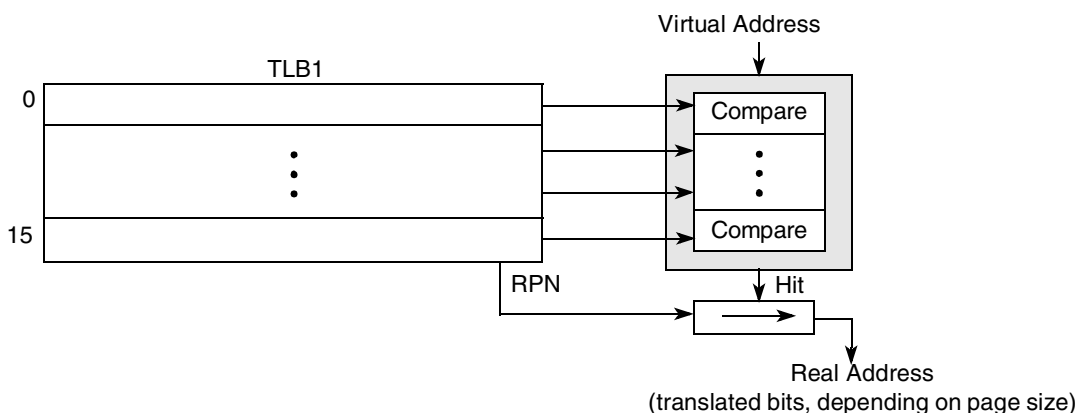 Virtual Address
TLB1
0
Compare
15
Compare
RPN
Hit
Real Address
(translated bits, depending on page size)